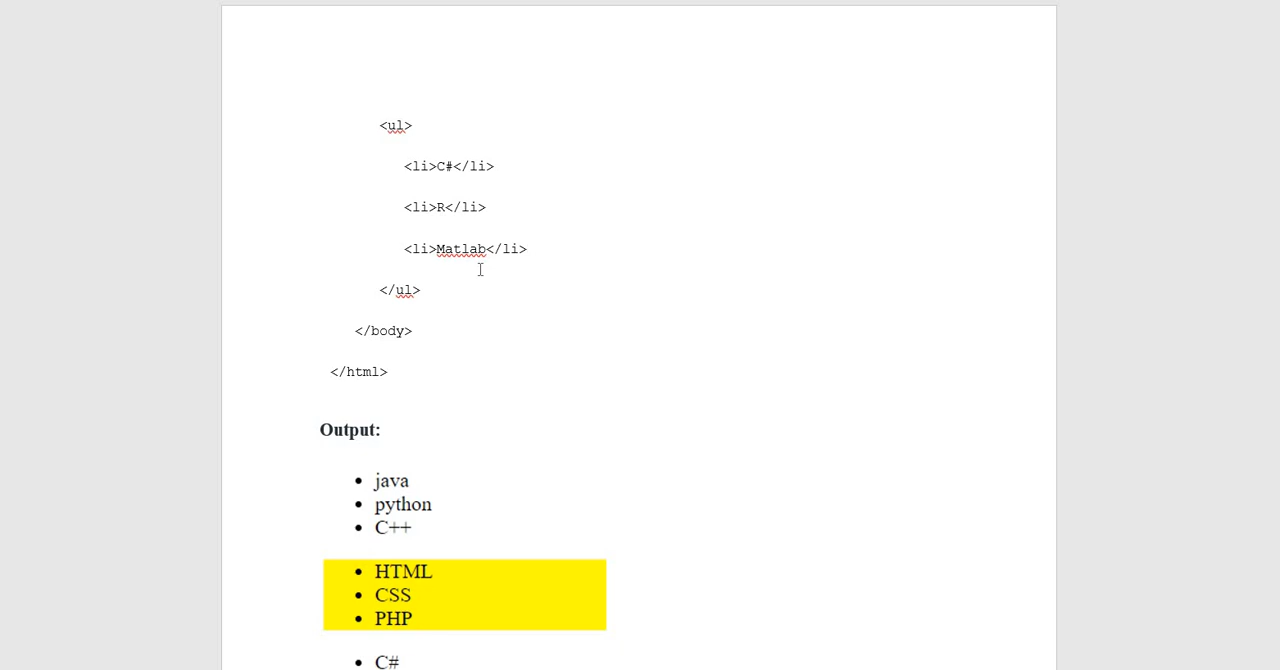 <ul>
<li>C#</li>
<li>R</li>
<li>Matlab</li>
</ul>
</body>
</html>
Output:
• java
• python
• C++
• HTML
• CSS
• PHP
• C#